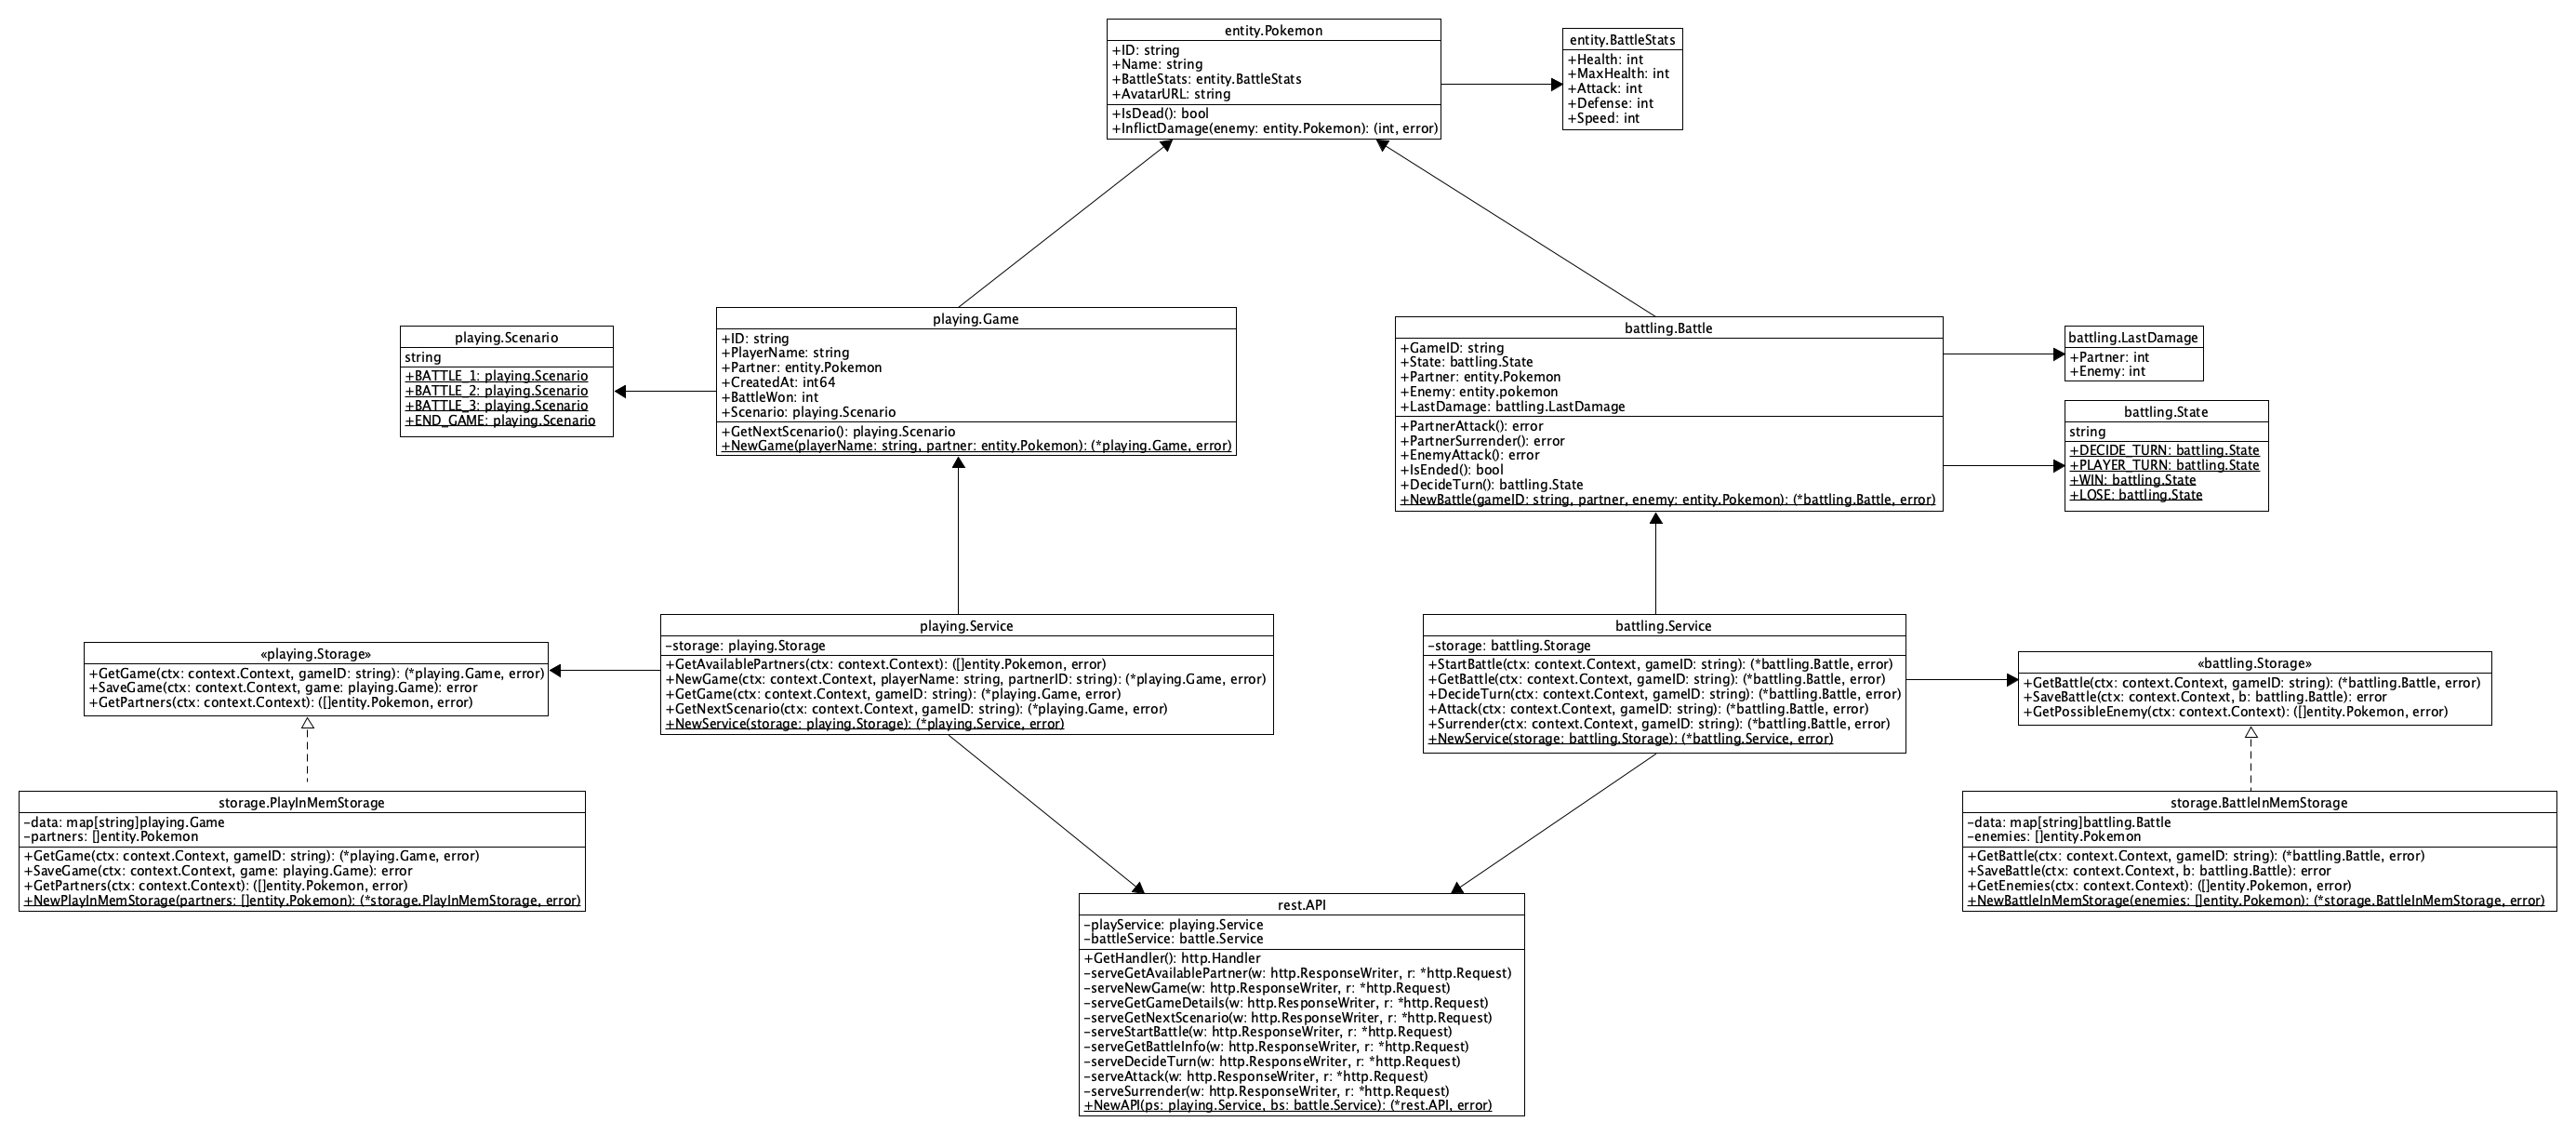 entity.Pokemon
+ID: string
+Name: string
+BattleStats: entity.BattleStats
+AvatarURL: string
+IsDead(): bool
+InflictDamage(enemy: entity.Pokemon): (int, error)
entity.BattleStats
+Health: int
+MaxHealth: int
+Attack: int
+Defense: int
+Speed: int
playing.Scenario
string
+BATTLE_1: playing.Scenario
+BATTLE_2: playing.Scenario
+BATTLE_3: playing.Scenario
+END_GAME: playing.Scenario
playing.Game
+ID: string
+PlayerName: string
+Partner: entity.Pokemon
+CreatedAt: int64
+BattleWon: int
+Scenario: playing.Scenario
+GetNextScenario(): playing.Scenario
+NewGame(playerName: string, partner: entity.Pokemon): (*playing.Game, error)
battling.Battle
+GameID: string
+State: battling.State
+Partner: entity.Pokemon
+Enemy: entity.pokemon
+LastDamage: battling.LastDamage
+PartnerAttack(): error
+PartnerSurrender(): error
+EnemyAttack(): error
+IsEnded(): bool
+DecideTurn(): battling.State
+NewBattle(gameID: string, partner, enemy: entity.Pokemon): (*battling.Battle, error)
battling.LastDamage
+Partner: int
+Enemy: int
battling.State
string
+DECIDE_TURN: battling.State
+PLAYER_TURN: battling.State
+WIN: battling.State
+LOSE: battling.State
«playing.Storage»
+GetGame(ctx: context.Context, gameID: string): (*playing.Game, error)
+SaveGame(ctx: context.Context, game: playing.Game): error
+GetPartners(ctx: context.Context): ([]entity.Pokemon, error)
playing.Service
-storage: playing.Storage
+GetAvailablePartners(ctx: context.Context): ([]entity.Pokemon, error)
+NewGame(ctx: context.Context, playerName: string, partnerID: string): (*playing.Game, error)
+GetGame(ctx: context.Context, gameID: string): (*playing.Game, error)
+GetNextScenario(ctx: context.Context, gameID: string): (*playing.Game, error)
+NewService(storage: playing.Storage): (*playing.Service, error)
battling.Service
-storage: battling.Storage
+StartBattle(ctx: context.Context, gameID: string): (*battling.Battle, error)
+GetBattle(ctx: context.Context, gameID: string): (*battling.Battle, error)
+DecideTurn(ctx: context.Context, gameID: string): (*battling.Battle, error)
+Attack(ctx: context.Context, gameID: string): (*battling.Battle, error)
+Surrender(ctx: context.Context, gameID: string): (*battling.Battle, error)
+NewService(storage: battling.Storage): (*battling.Service, error)
«battling.Storage»
+GetBattle(ctx: context.Context, gameID: string): (*battling.Battle, error)
+SaveBattle(ctx: context.Context, b: battling.Battle): error
+GetPossibleEnemy(ctx: context.Context): ([]entity.Pokemon, error)
storage.PlayInMemStorage
-data: map[string]playing.Game
-partners: []entity.Pokemon
+GetGame(ctx: context.Context, gameID: string): (*playing.Game, error)
+SaveGame(ctx: context.Context, game: playing.Game): error
+GetPartners(ctx: context.Context): ([]entity.Pokemon, error)
+NewPlayInMemStorage(partners: []entity.Pokemon): (*storage.PlayInMemStorage, error)
storage.BattleInMemStorage
-data: map[string]battling.Battle
-enemies: []entity.Pokemon
+GetBattle(ctx: context.Context, gameID: string): (*battling.Battle, error)
+SaveBattle(ctx: context.Context, b: battling.Battle): error
+GetEnemies(ctx: context.Context): ([]entity.Pokemon, error)
+NewBattleInMemStorage(enemies: []entity.Pokemon): (*storage.BattleInMemStorage, error)
rest.API
-playService: playing.Service
-battleService: battle.Service
+GetHandler(): http.Handler
-serveGetAvailablePartner(w: http.ResponseWriter, r: *http.Request)
-serveNewGame(w: http.ResponseWriter, r: *http.Request)
-serveGetGameDetails(w: http.ResponseWriter, r: *http.Request)
-serveGetNextScenario(w: http.ResponseWriter, r: *http.Request)
-serveStartBattle(w: http.ResponseWriter, r: *http.Request)
-serveGetBattleInfo(w: http.ResponseWriter, r: *http.Request)
-serveDecideTurn(w: http.ResponseWriter, r: *http.Request)
-serveAttack(w: http.ResponseWriter, r: *http.Request)
-serveSurrender(w: http.ResponseWriter, r: *http.Request)
+NewAPI(ps: playing.Service, bs: battle.Service): (*rest.API, error)